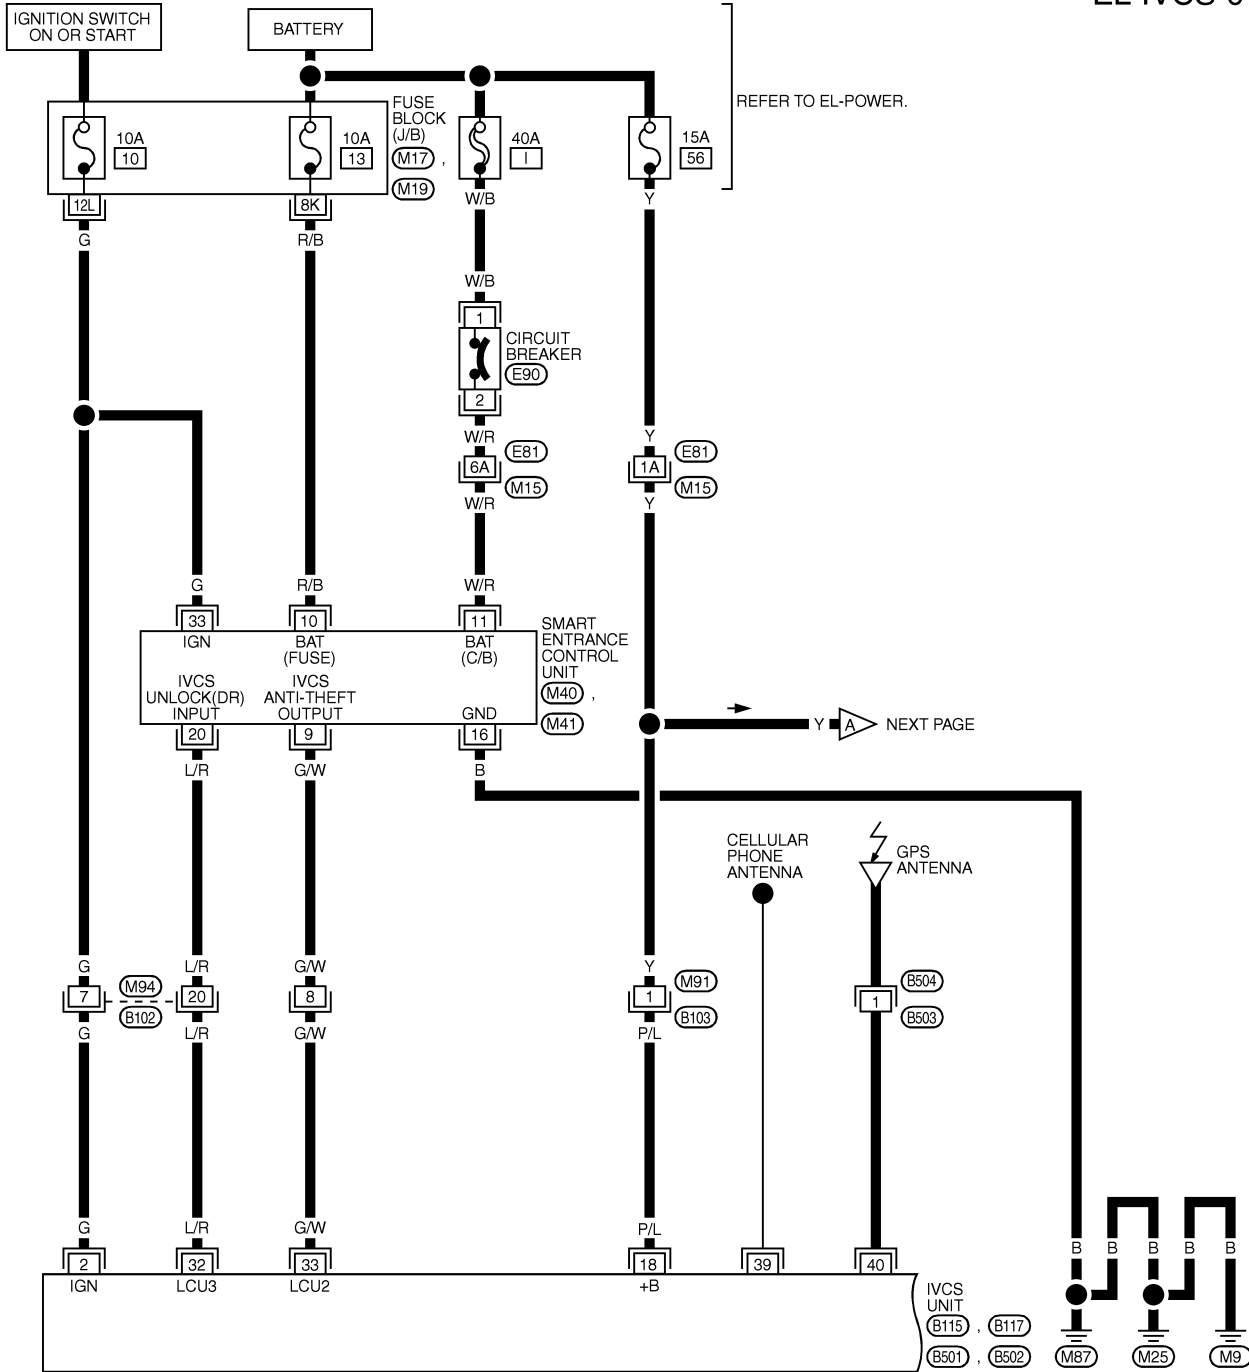 EL-IVCS-0
IGNITION SWITCH
ON OR START
BATTERY
REFER TO EL-POWER.
FUSE
BLOCK
(J/B)
M17 ,
M19
10A
10
10A
13
40A
I
15A
56
12L
8K
W/B
Y
G
R/B
W/B
1
CIRCUIT
BREAKER
E90
2
W/R
Y
E81
E81
6A
1A
M15
M15
W/R
Y
G
R/B
W/R
33
10
11
IGN
BAT
(FUSE)
BAT
(C/B)
SMART
ENTRANCE
CONTROL
UNIT
M40 ,
M41
IVCS
UNLOCK(DR)
INPUT
IVCS
ANTI-THEFT
OUTPUT
GND
20
9
16
Y
A
NEXT PAGE
L/R
G/W
B
CELLULAR
PHONE
ANTENNA
GPS
ANTENNA
G
L/R
G/W
Y
7
M94
B102
20
8
1
M91
B103
1
B504
B503
G
L/R
G/W
P/L
G
L/R
G/W
P/L
B
B
B
B
B
2
32
33
18
39
40
IGN
LCU3
LCU2
+B
IVCS
UNIT
B115 , B117
B501 , B502
M87
M25
M9